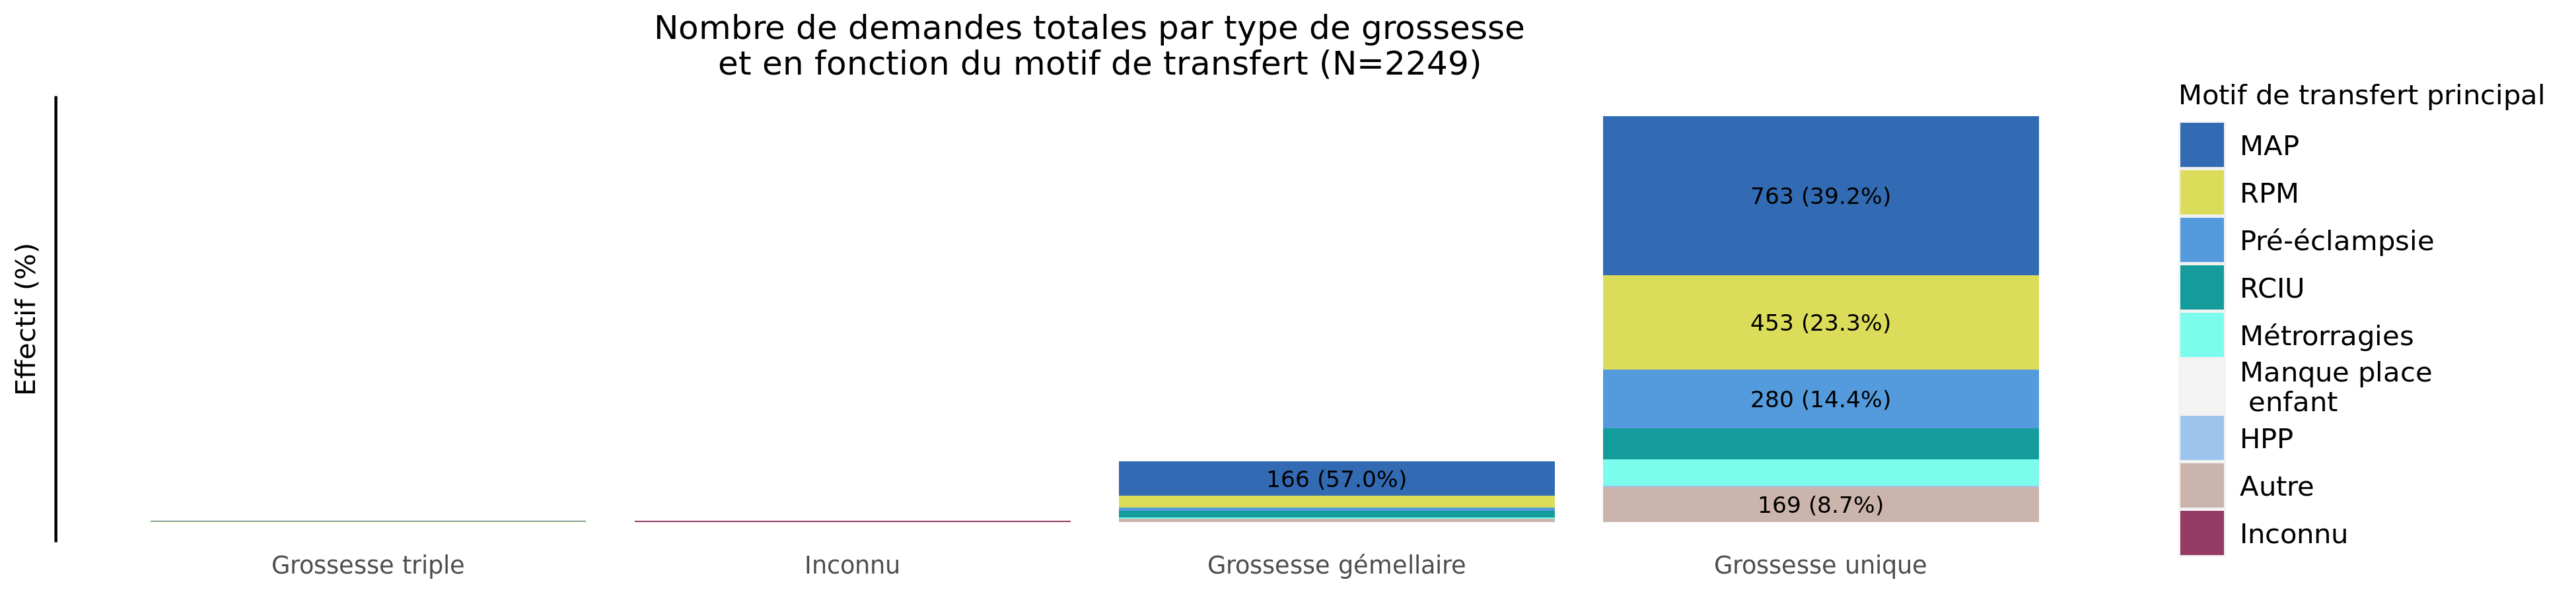 Nombre de demandes totales par type de grossesse
et en fonction du motif de transfert (N=2249)
Effectif (%)
763 (39.2%)
453 (23.3%)
280 (14.4%)
166 (57.0%)
169 (8.7%)
Grossesse triple
Inconnu
Grossesse gémellaire
Grossesse unique
Motif de transfert principal
MAP
RPM
Pré-éclampsie
RCIU
Métrorragies
Manque place
enfant
HPP
Autre
Inconnu